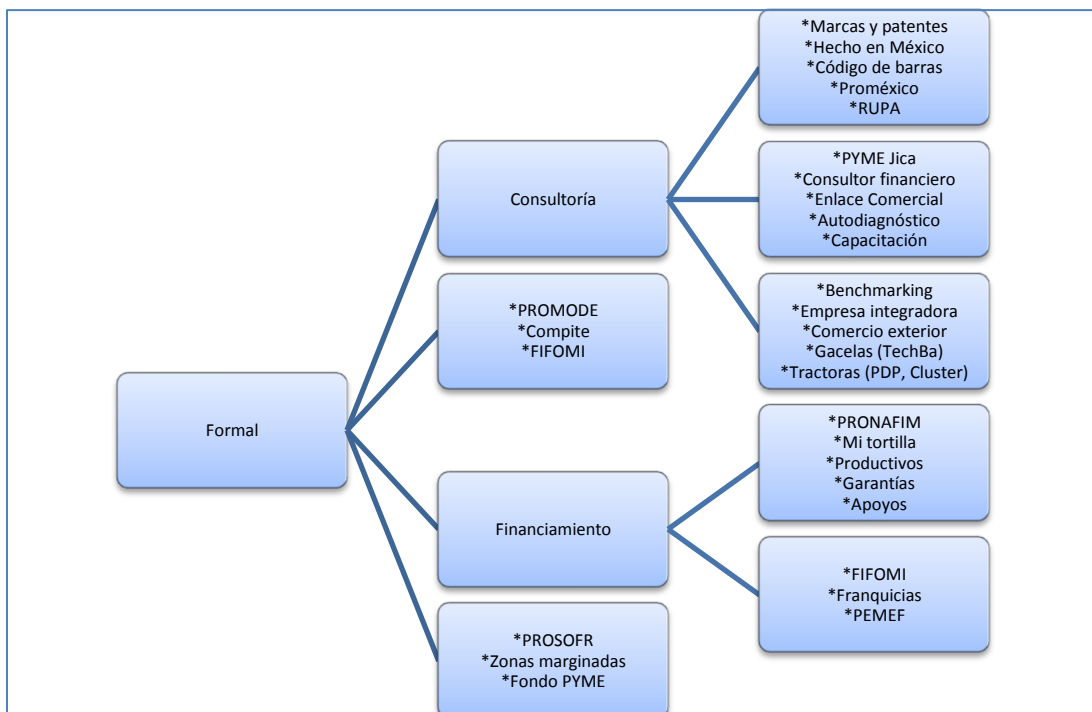 Formal
Consultoría
*Marcas y patentes
*Hecho en México
*Código de barras
*Proméxico
*RUPA
*PYME Jica
*Consultor financiero
*Enlace Comercial
*Autodiagnóstico
*Capacitación
*Benchmarking
*Empresa integradora
*Comercio exterior
*Gacelas (TechBa)
*Tractoras (PDP, Cluster)
*PROMODE
*Compite
*FIFOMI
Financiamiento
*PRONAFIM
*Mi tortilla
*Productivos
*Garantías
*Apoyos
*FIFOMI
*Franquicias
*PEMEF
*PROSOFR
*Zonas marginadas
*Fondo PYME